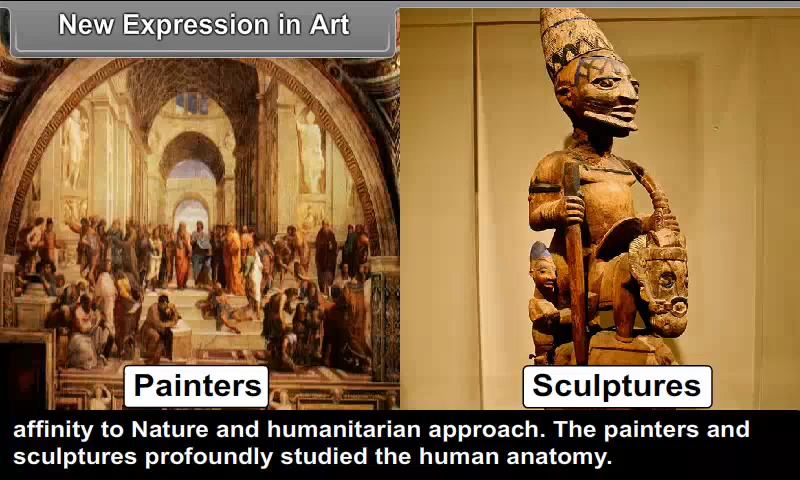 New Expression in Art
Painters
Sculptures
affinity to Nature and humanitarian approach. The painters and
sculptures profoundly studied the human anatomy.